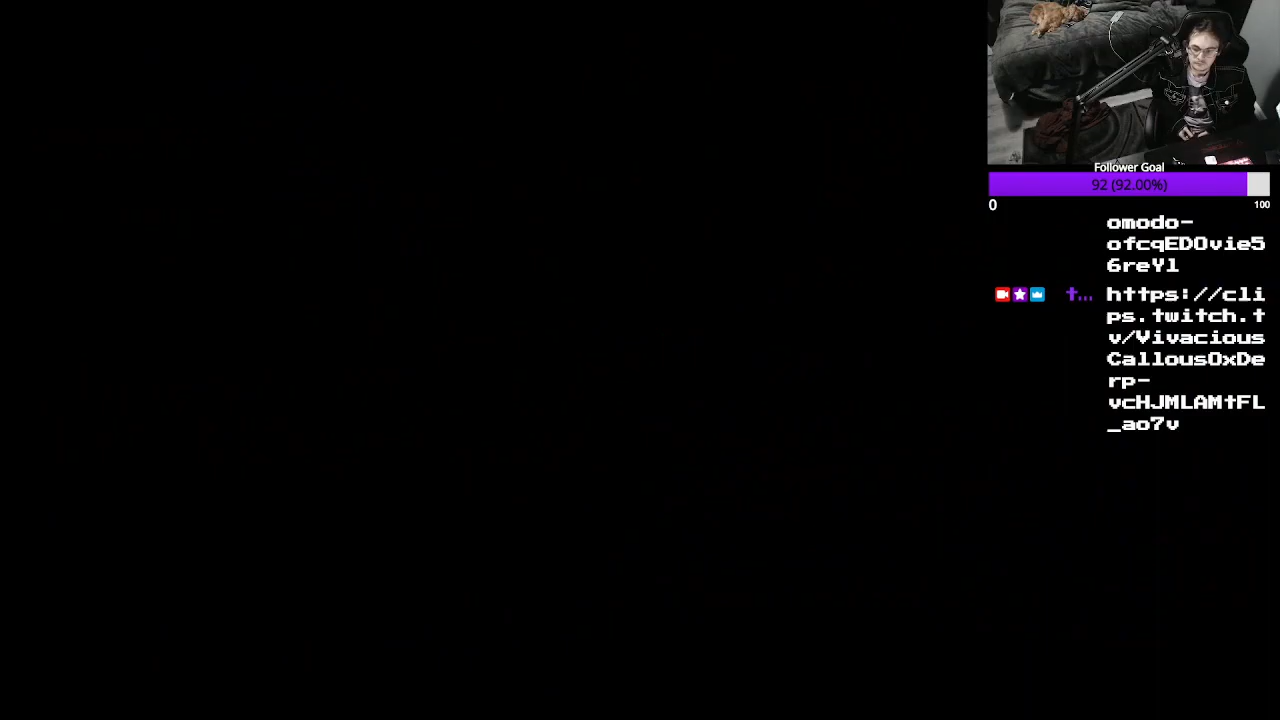 Follower Goal
92 (92.00%)
0
100
omodo-
ofcqEDOvie5
6reYl
t... https://cli
ps.twitch.t
v/Vivacious
CallousOxDe
rp-
vcHJMLAMtFL
_ao7v